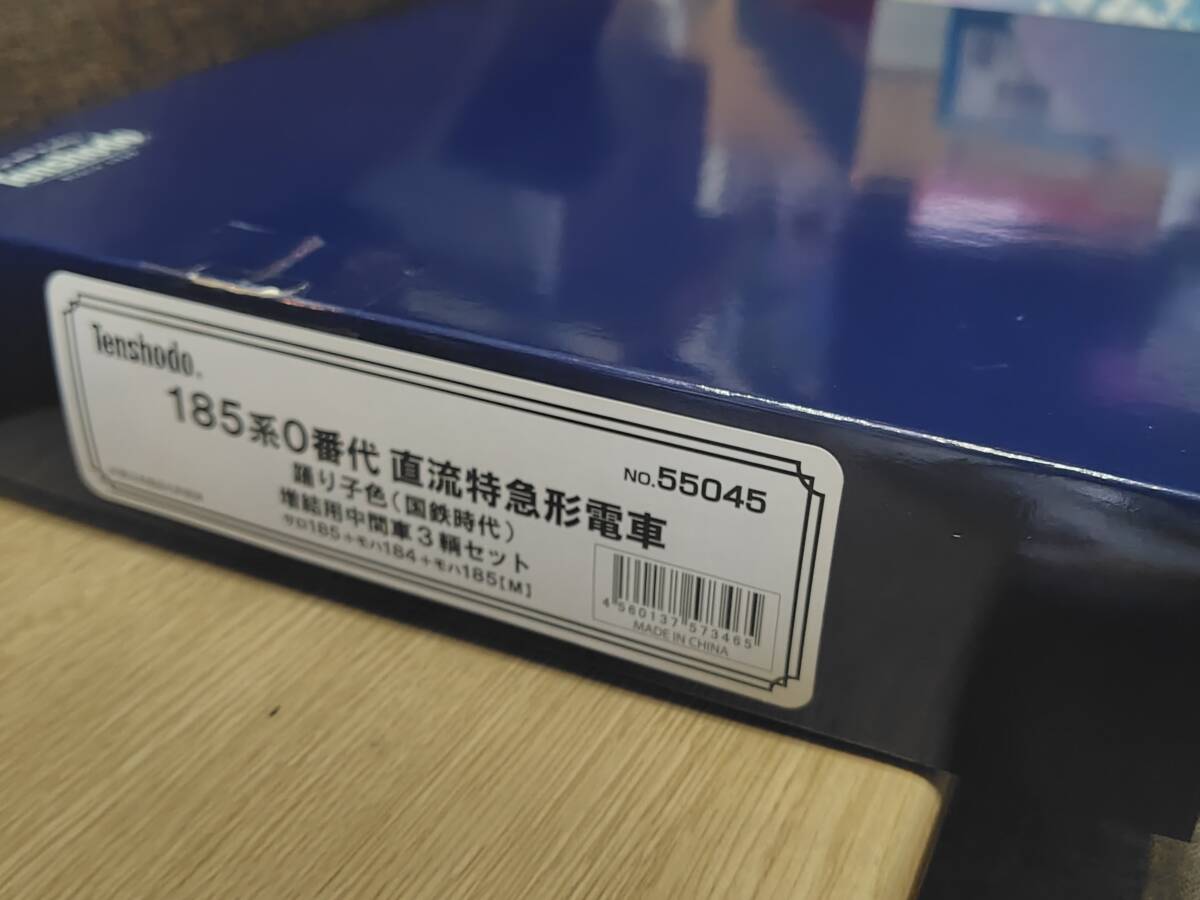 Tenshodo.
NO.55045
185系0番代 直流特急形電車
踊り子色(国鉄時代)
増結用中間車3輌セット
サロ185+モハ184+モハ185[M]
4 560137 573465
MADE IN CHINA